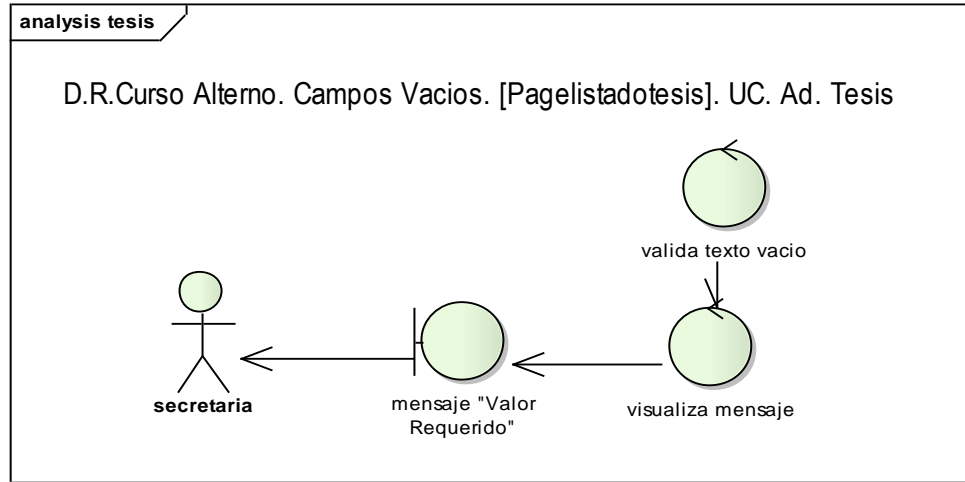 analysis tesis
D.R.Curso Alterno. Campos Vacios. [Pagelistadotesis]. UC. Ad. Tesis
valida texto vacio
secretaria
mensaje "Valor
Requerido"
visualiza mensaje